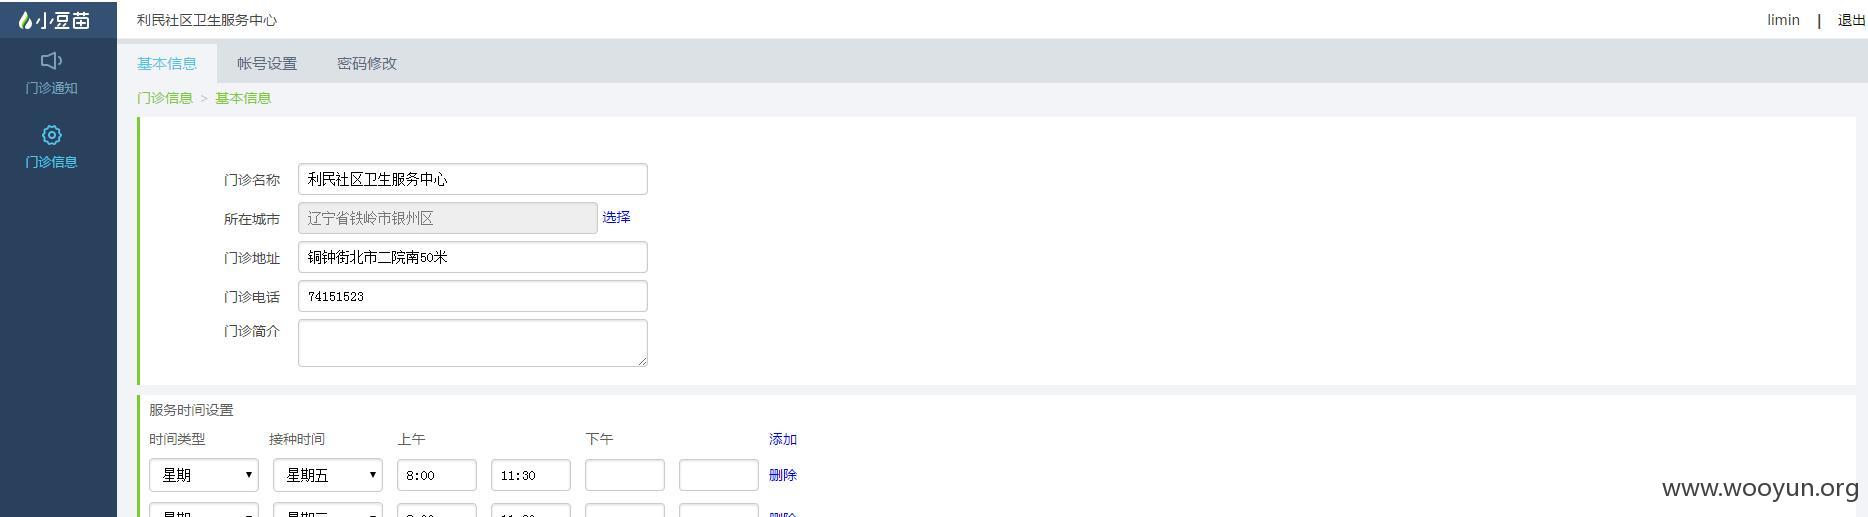 小豆苗
利民社区卫生服务中心
limin | 退出
门诊通知
门诊信息
基本信息 帐号设置 密码修改
门诊信息 > 基本信息
门诊名称 利民社区卫生服务中心
所在城市 辽宁省铁岭市银州区 选择
门诊地址 铜钟街北市二院南50米
门诊电话 74151523
门诊简介
服务时间设置
时间类型 接种时间 上午 下午 添加
星期 星期五 8:00 11:30 删除
www.wooyun.org